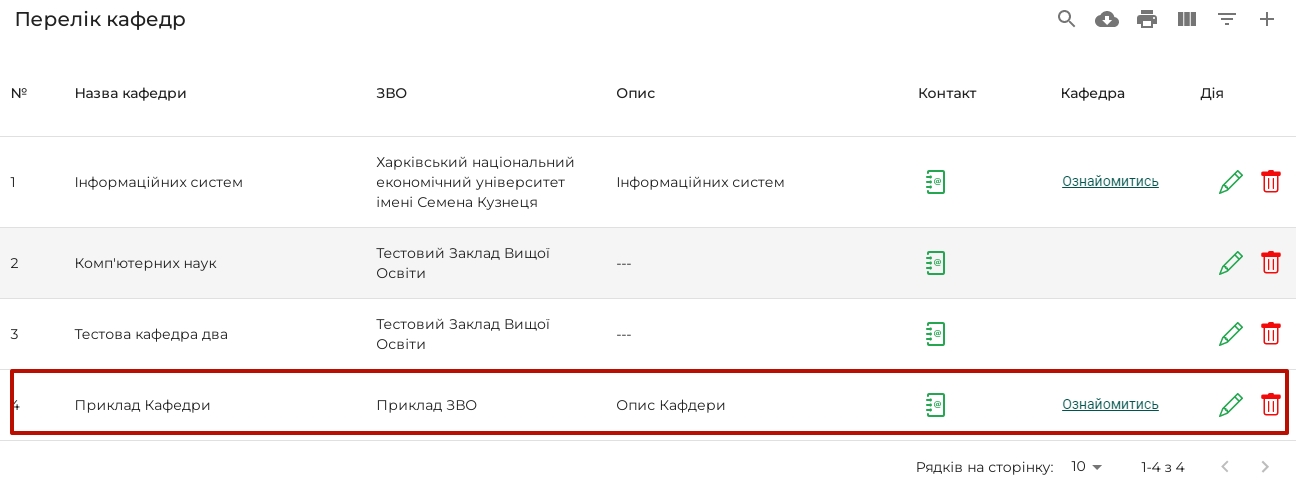 Перелік кафедр
№ Назва кафедри ЗВО Опис Контакт Кафедра Дія
1 Інформаційних систем Харківський національний економічний університет імені Семена Кузнеця Інформаційних систем Ознайомитись
2 Комп'ютерних наук Тестовий Заклад Вищої Освіти ---
3 Тестова кафедра два Тестовий Заклад Вищої Освіти ---
4 Приклад Кафедри Приклад ЗВО Опис Кафдери Ознайомитись
Рядків на сторінку: 10 1-4 з 4